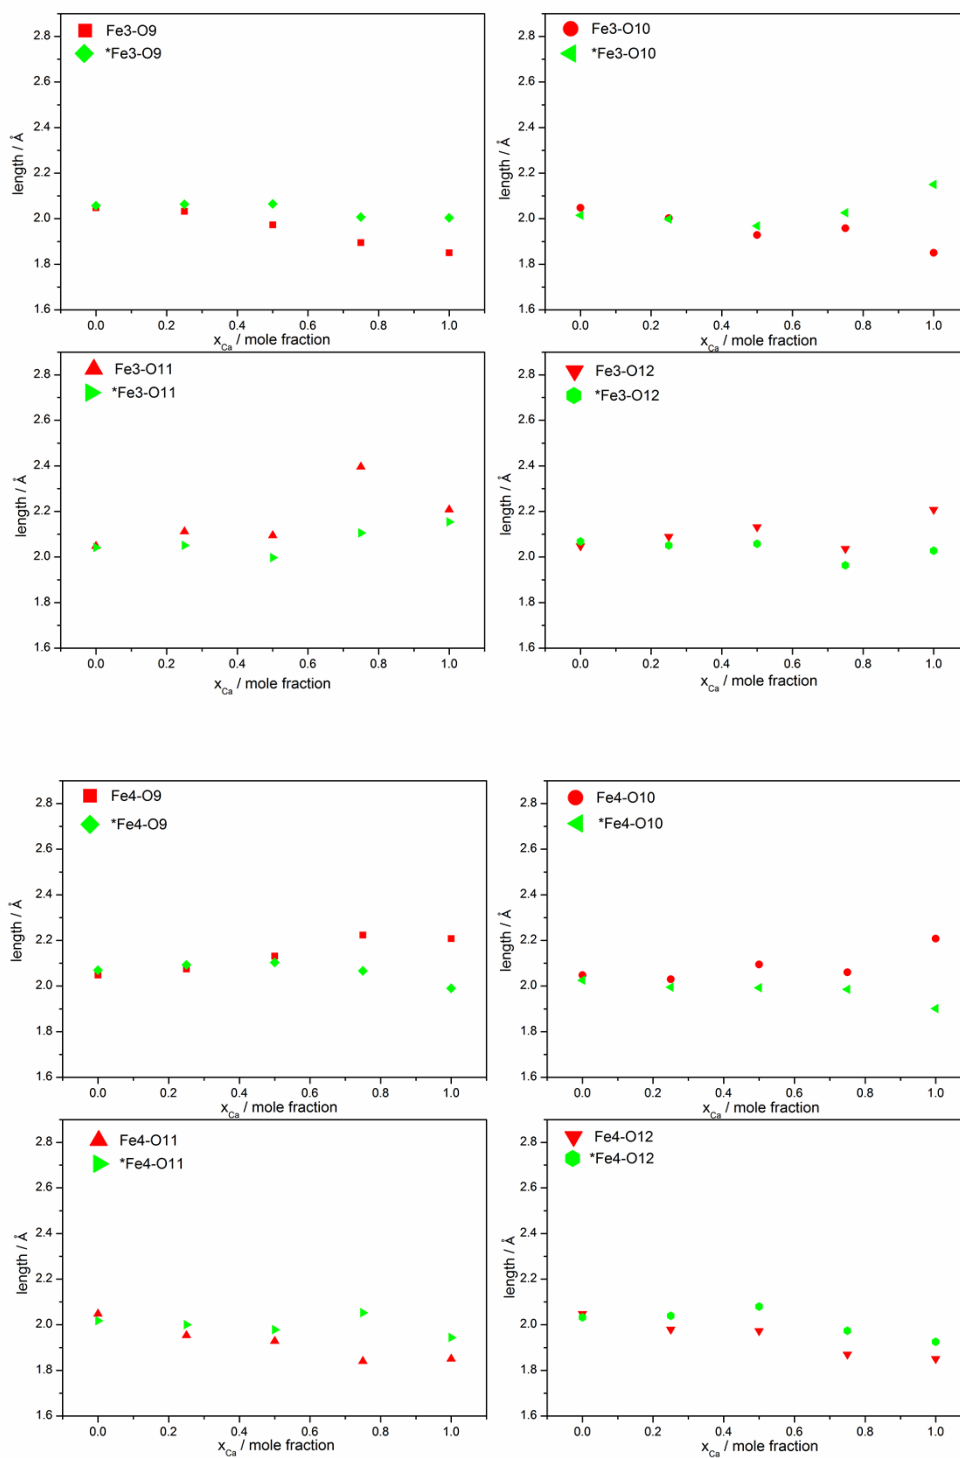 Fe3-O9
*Fe3-O9
length / Å
2.8
2.6
2.4
2.2
2.0
1.8
1.6
0.0 0.2 0.4 0.6 0.8 1.0
xCa / mole fraction
Fe3-O10
*Fe3-O10
length / Å
2.8
2.6
2.4
2.2
2.0
1.8
1.6
0.0 0.2 0.4 0.6 0.8 1.0
xCa / mole fraction
Fe3-O11
*Fe3-O11
length / Å
2.8
2.6
2.4
2.2
2.0
1.8
1.6
0.0 0.2 0.4 0.6 0.8 1.0
xCa / mole fraction
Fe3-O12
*Fe3-O12
length / Å
2.8
2.6
2.4
2.2
2.0
1.8
1.6
0.0 0.2 0.4 0.6 0.8 1.0
xCa / mole fraction
Fe4-O9
*Fe4-O9
length / Å
2.8
2.6
2.4
2.2
2.0
1.8
1.6
0.0 0.2 0.4 0.6 0.8 1.0
xCa / mole fraction
Fe4-O10
*Fe4-O10
length / Å
2.8
2.6
2.4
2.2
2.0
1.8
1.6
0.0 0.2 0.4 0.6 0.8 1.0
xCa / mole fraction
Fe4-O11
*Fe4-O11
length / Å
2.8
2.6
2.4
2.2
2.0
1.8
1.6
0.0 0.2 0.4 0.6 0.8 1.0
xCa / mole fraction
Fe4-O12
*Fe4-O12
length / Å
2.8
2.6
2.4
2.2
2.0
1.8
1.6
0.0 0.2 0.4 0.6 0.8 1.0
xCa / mole fraction